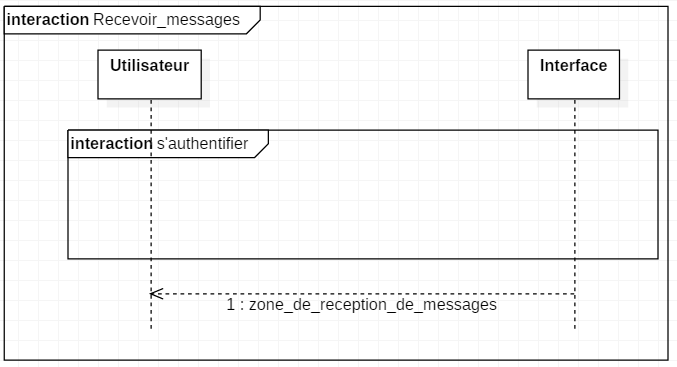 interaction Recevoir_messages
Utilisateur
Interface
interaction s'authentifier
1 : zone_de_reception_de_messages